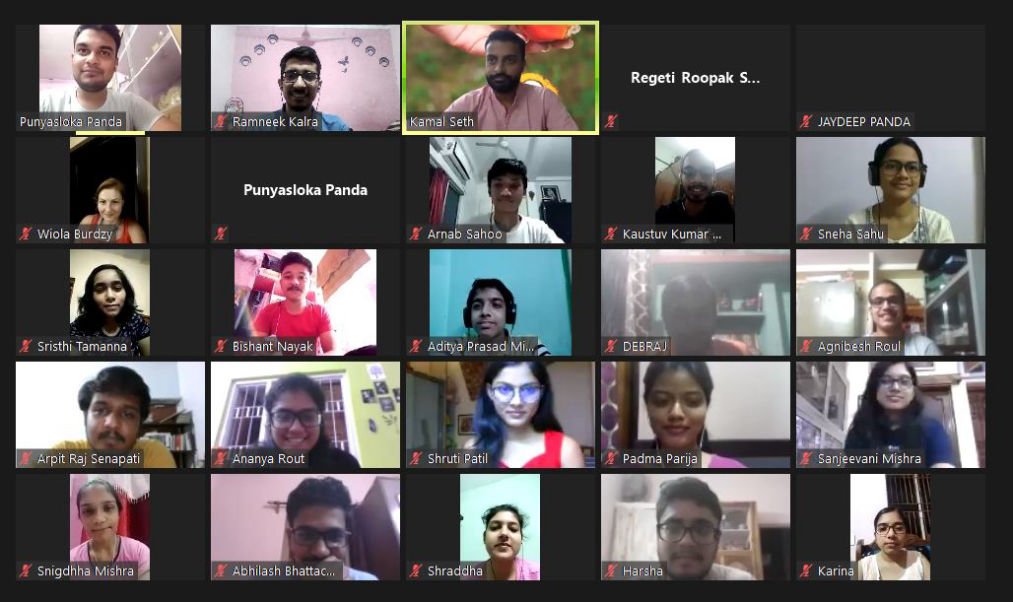 Punyasloka Panda
Ramneek Kalra
Kamal Seth
Regeti Roopak S...
JAYDEEP PANDA
Wiola Burdzy
Punyasloka Panda
Arnab Sahoo
Kaustuv Kumar ...
Sneha Sahu
Sristhi Tamanna
Bishant Nayak
Aditya Prasad Mi...
DEBRAJ
Agnibesh Roul
Arpit Raj Senapati
Ananya Rout
Shruti Patil
Padma Parija
Sanjeevani Mishra
Snigdhha Mishra
Abhilash Bhattac...
Shraddha
Harsha
Karina